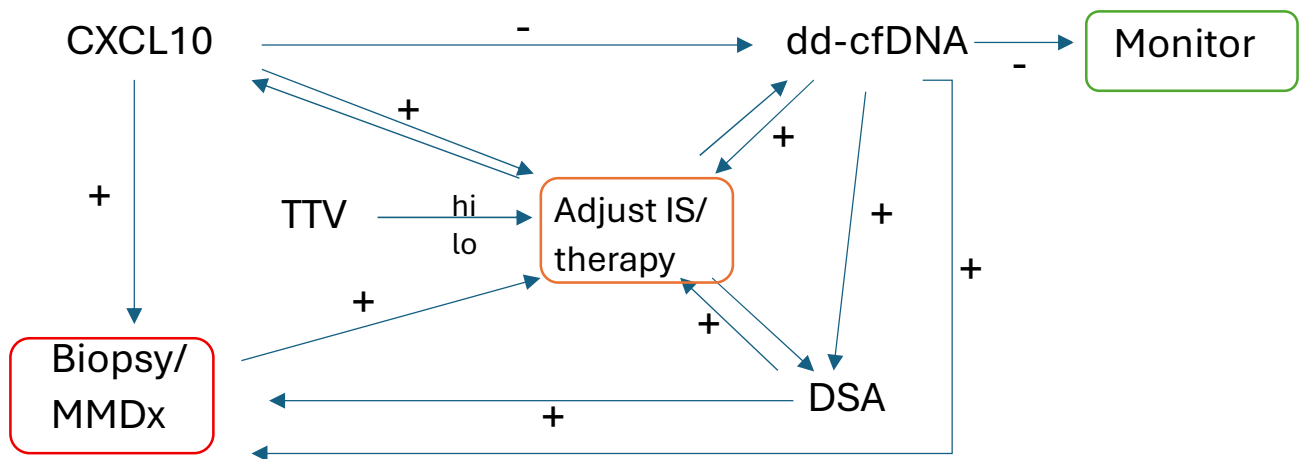 CXCL10
-
dd-cfDNA
-
Monitor
+
+
+
TTV
hi
lo
Adjust IS/
therapy
+
+
+
+
Biopsy/
MMDx
DSA
+